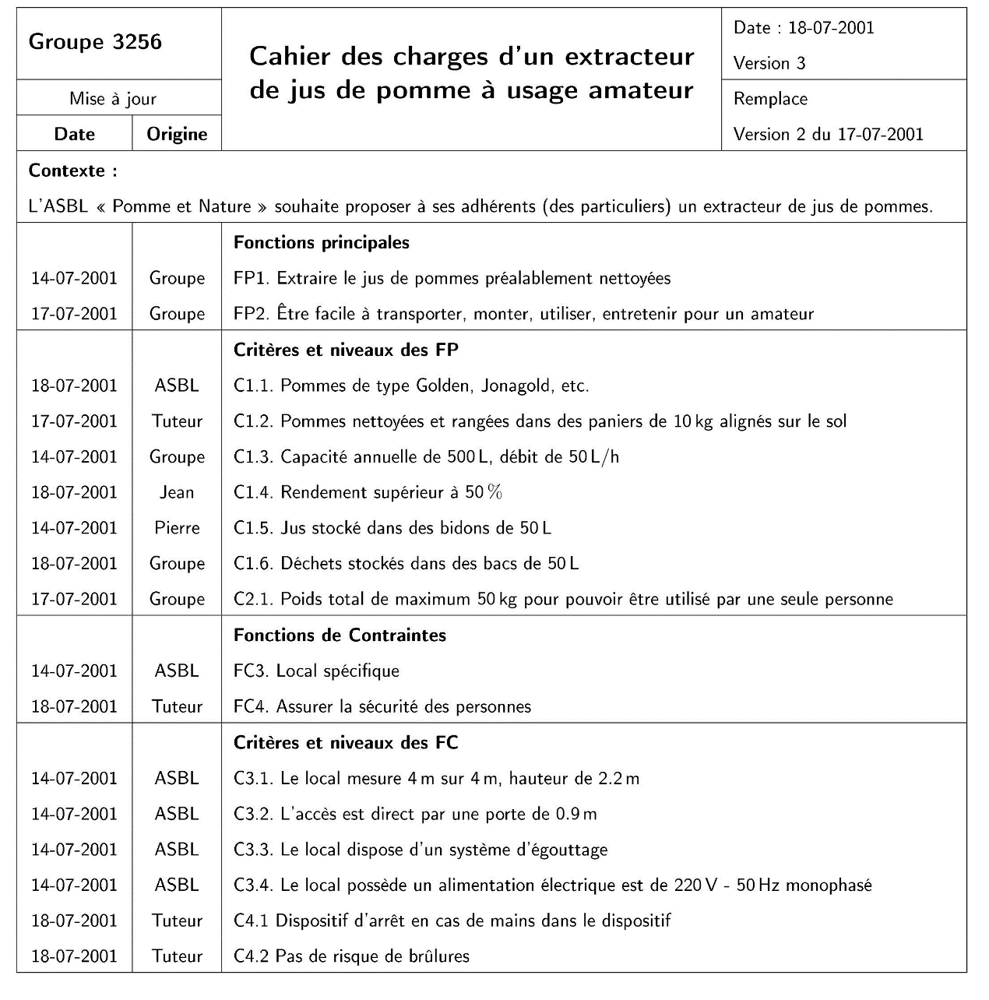 Groupe 3256
Cahier des charges d'un extracteur
de jus de pomme à usage amateur
Date : 18-07-2001
Version 3
Mise à jour
Remplace
Date Origine
Version 2 du 17-07-2001
Contexte :
L'ASBL « Pomme et Nature » souhaite proposer à ses adhérents (des particuliers) un extracteur de jus de pommes.
Fonctions principales
14-07-2001 Groupe FP1. Extraire le jus de pommes préalablement nettoyées
17-07-2001 Groupe FP2. Être facile à transporter, monter, utiliser, entretenir pour un amateur
Critères et niveaux des FP
18-07-2001 ASBL C1.1. Pommes de type Golden, Jonagold, etc.
17-07-2001 Tuteur C1.2. Pommes nettoyées et rangées dans des paniers de 10 kg alignés sur le sol
14-07-2001 Groupe C1.3. Capacité annuelle de 500 L, débit de 50 L/h
18-07-2001 Jean C1.4. Rendement supérieur à 50 %
14-07-2001 Pierre C1.5. Jus stocké dans des bidons de 50 L
18-07-2001 Groupe C1.6. Déchets stockés dans des bacs de 50 L
17-07-2001 Groupe C2.1. Poids total de maximum 50 kg pour pouvoir être utilisé par une seule personne
Fonctions de Contraintes
14-07-2001 ASBL FC3. Local spécifique
18-07-2001 Tuteur FC4. Assurer la sécurité des personnes
Critères et niveaux des FC
14-07-2001 ASBL C3.1. Le local mesure 4 m sur 4 m, hauteur de 2.2 m
14-07-2001 ASBL C3.2. L'accès est direct par une porte de 0.9 m
14-07-2001 ASBL C3.3. Le local dispose d'un système d'égouttage
14-07-2001 ASBL C3.4. Le local possède un alimentation électrique est de 220 V - 50 Hz monophasé
18-07-2001 Tuteur C4.1 Dispositif d'arrêt en cas de mains dans le dispositif
18-07-2001 Tuteur C4.2 Pas de risque de brûlures